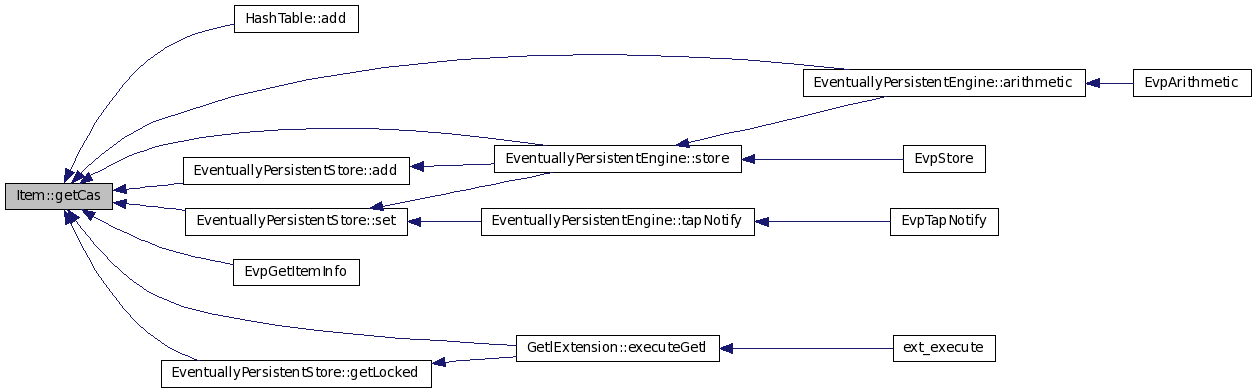 HashTable::add
EventuallyPersistentEngine::arithmetic
EvpArithmetic
EventuallyPersistentEngine::store
EvpStore
EventuallyPersistentStore::add
Item::getCas
EventuallyPersistentStore::set
EventuallyPersistentEngine::tapNotify
EvpTapNotify
EvpGetItemInfo
GetlExtension::executeGetl
ext_execute
EventuallyPersistentStore::getLocked